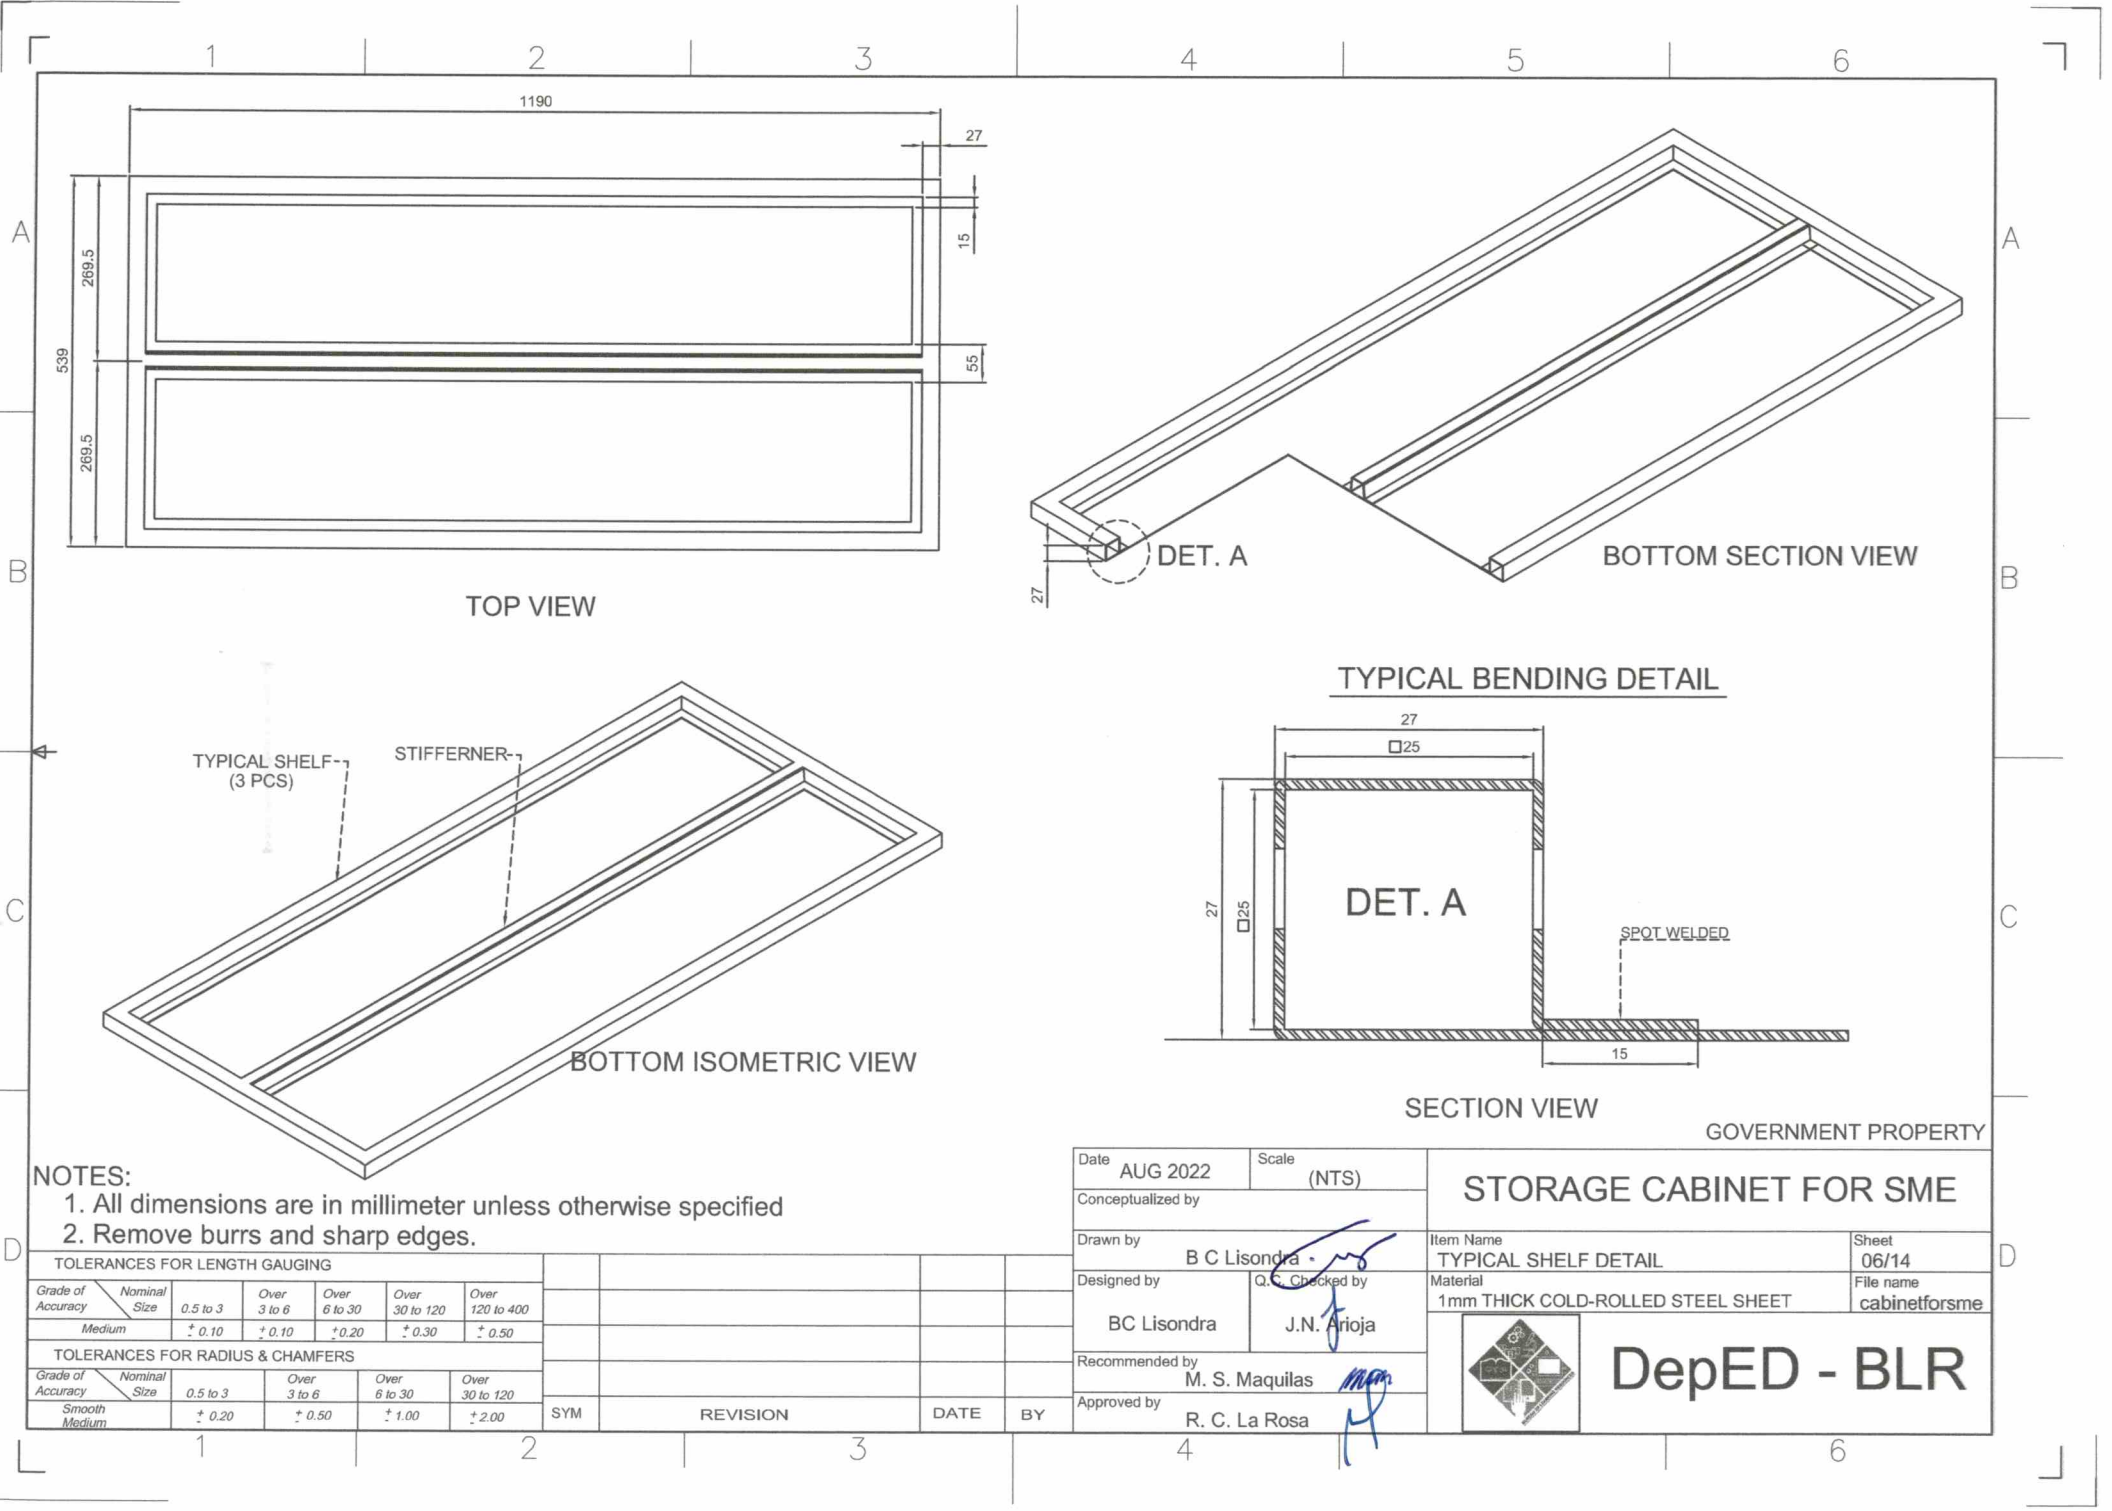 1 2 3 4 5 6
1190
27
A
A
269.5
15
539
55
269.5
B
B
DET. A
BOTTOM SECTION VIEW
27
TOP VIEW
TYPICAL BENDING DETAIL
27
□25
TYPICAL SHELF
(3 PCS)
STIFFERNER
27
□25
DET. A
C
C
SPOT WELDED
15
BOTTOM ISOMETRIC VIEW
SECTION VIEW
GOVERNMENT PROPERTY
NOTES:
1. All dimensions are in millimeter unless otherwise specified
2. Remove burrs and sharp edges.
D
D
TOLERANCES FOR LENGTH GAUGING
Grade of Accuracy Nominal Size 0.5 to 3 Over 3 to 6 Over 6 to 30 Over 30 to 120 Over 120 to 400
Medium ± 0.10 ± 0.10 ±0.20 ± 0.30 ± 0.50
TOLERANCES FOR RADIUS & CHAMFERS
Grade of Accuracy Nominal Size 0.5 to 3 Over 3 to 6 Over 6 to 30 Over 30 to 120
Smooth Medium ± 0.20 ± 0.50 ± 1.00 ± 2.00
SYM REVISION DATE BY
Date AUG 2022 Scale (NTS)
Conceptualized by
Drawn by
B C Lisondra
Designed by
BC Lisondra
Q.C. Checked by
J.N. Arioja
Recommended by
M. S. Maquilas
Approved by
R. C. La Rosa
STORAGE CABINET FOR SME
Item Name
TYPICAL SHELF DETAIL
Sheet
06/14
Material
1mm THICK COLD-ROLLED STEEL SHEET
File name
cabinetforsme
DepED - BLR
1 2 3 4 6